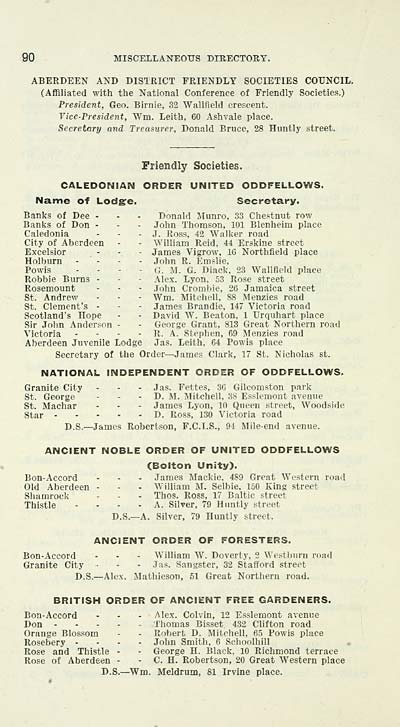 90 MISCELLANEOUS DIRECTORY.
ABERDEEN AND DISTRICT FRIENDLY SOCIETIES COUNCIL.
(Affiliated with the National Conference of Friendly Societies.)
President, Geo. Birnie, 32 Wallfield crescent.
Vice-President, Wm. Leith, 60 Ashvale place.
Secretary and Treasurer, Donald Bruce, 28 Huntly street.
Friendly Societies.
CALEDONIAN ORDER UNITED ODDFELLOWS.
Name of Lodge. Secretary.
Banks of Dee - - - Donald Munro, 33 Chestnut row
Banks of Don - - - John Thomson, 101 Blenheim place
Caledonia - - - J. Ross, 42 Walker road
City of Aberdeen - - William Reid, 44 Erskine street
Excelsior - - - James Vigrow, 16 Northfield place
Holburn - - - John R. Emslie,
Powis - - - G. M. G. Diack, 23 Wallfield place
Robbie Burns - - - Alex. Lyon, 53 Rose street
Rosemount - - - John Crombie, 26 Jamaica street
St. Andrew - - - Wm. Mitchell, 88 Menzies road
St. Clement's - - - James Brandie, 147 Victoria road
Scotland's Hope - - David W. Beaton, 1 Urquhart place
Sir John Anderson - - George Grant, 813 Great Northern road
Victoria - - - - R. A. Stephen, 69 Menzies road
Aberdeen Juvenile Lodge Jas. Leith, 64 Powis place
Secretary of the Order—James Clark, 17 St. Nicholas st.
NATIONAL INDEPENDENT ORDER OF ODDFELLOWS.
Granite City - - - Jas. Fettes, 36 Gilcomston park
St. George - - - D. M. Mitchell, 38 Esslemont avenue
St. Machar - - - James Lyon, 10 Queen street, Woodside
Star - - - - - D. Ross, 130 Victoria road
D.S.—James Robertson, F.C.I.S., 94 Mile-end avenue.
ANCIENT NOBLE ORDER OF UNITED ODDFELLOWS
(Bolton Unity).
Bon-Accord - - - James Mackie, 489 Great Western road
Old Aberdeen - - - William M. Selbie, 150 King street
Shamrock - - - Thos. Ross, 17 Baltic street
Thistle - - - - A. Silver, 79 Huntly street
D.S.—A. Silver, 79 Huntly street.
ANCIENT ORDER OF FORESTERS.
Bon-Accord - - - William W. Doverty, 2 Westburn road
Granite City - - - Jas. Sangster, 32 Stafford street
D.S.—Alex. Mathieson, 51 Great Northern road.
BRITISH ORDER OF ANCIENT FREE GARDENERS.
Bon-Accord - - - Alex. Colvin, 12 Esslemont avenue
Don - - - - - Thomas Bisset 432 Clifton road
Orange Blossom - - Robert D. Mitchell, 65 Powis place
Rosebery - - - - John Smith, 6 Schoolhill
Rose and Thistle - - George H. Black, 10 Richmond terrace
Rose of Aberdeen - - C. H. Robertson, 20 Great Western place
D.S.—Wm. Meldrum, 81 Irvine place.